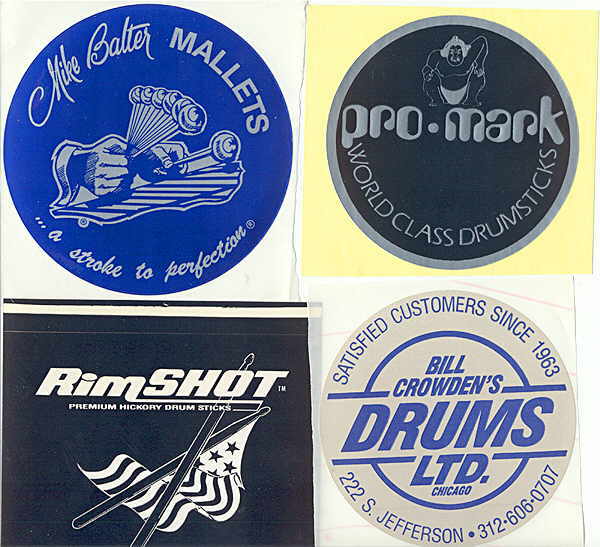 Mike Balter MALLETS
...a stroke to perfection®
pro•mark
WORLD CLASS DRUMSTICKS
RimSHOT™
PREMIUM HICKORY DRUM STICKS
SATISFIED CUSTOMERS SINCE 1963
BILL
CROWDEN'S
DRUMS
LTD.
CHICAGO
222 S. JEFFERSON • 312-606-0707